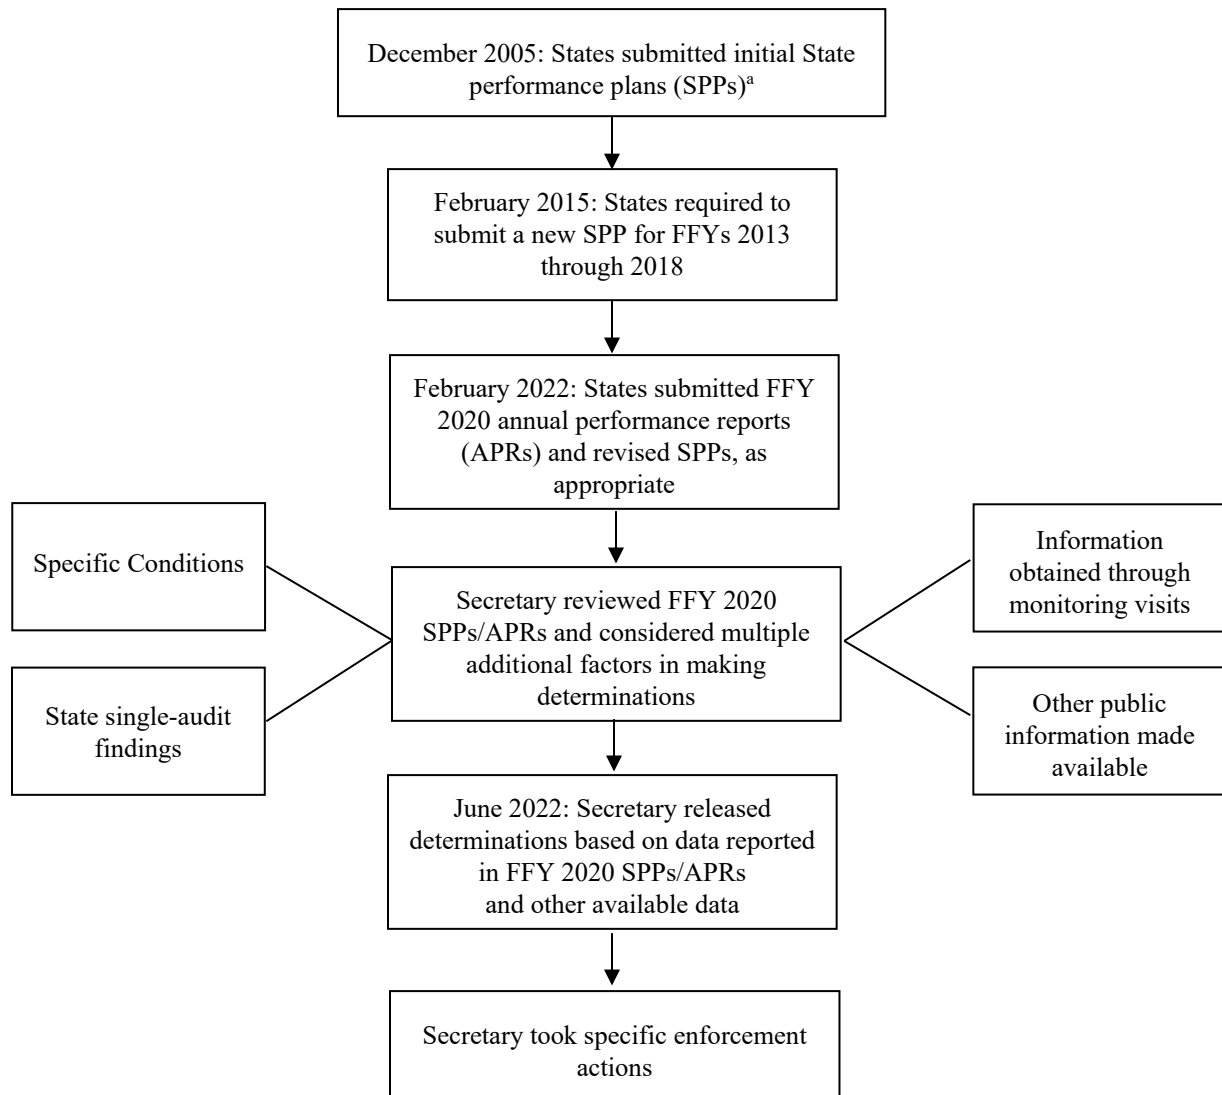 December 2005: States submitted initial State
performance plans (SPPs)ᵃ
February 2015: States required to
submit a new SPP for FFYs 2013
through 2018
February 2022: States submitted FFY
2020 annual performance reports
(APRs) and revised SPPs, as
appropriate
Specific Conditions
State single-audit
findings
Secretary reviewed FFY 2020
SPPs/APRs and considered multiple
additional factors in making
determinations
Information
obtained through
monitoring visits
Other public
information made
available
June 2022: Secretary released
determinations based on data reported
in FFY 2020 SPPs/APRs
and other available data
Secretary took specific enforcement
actions